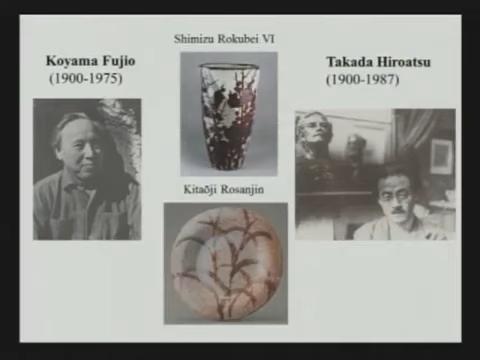 Shimizu Rokubei VI
Koyama Fujio
(1900-1975)
Takada Hiroatsu
(1900-1987)
Kitaōji Rosanjin